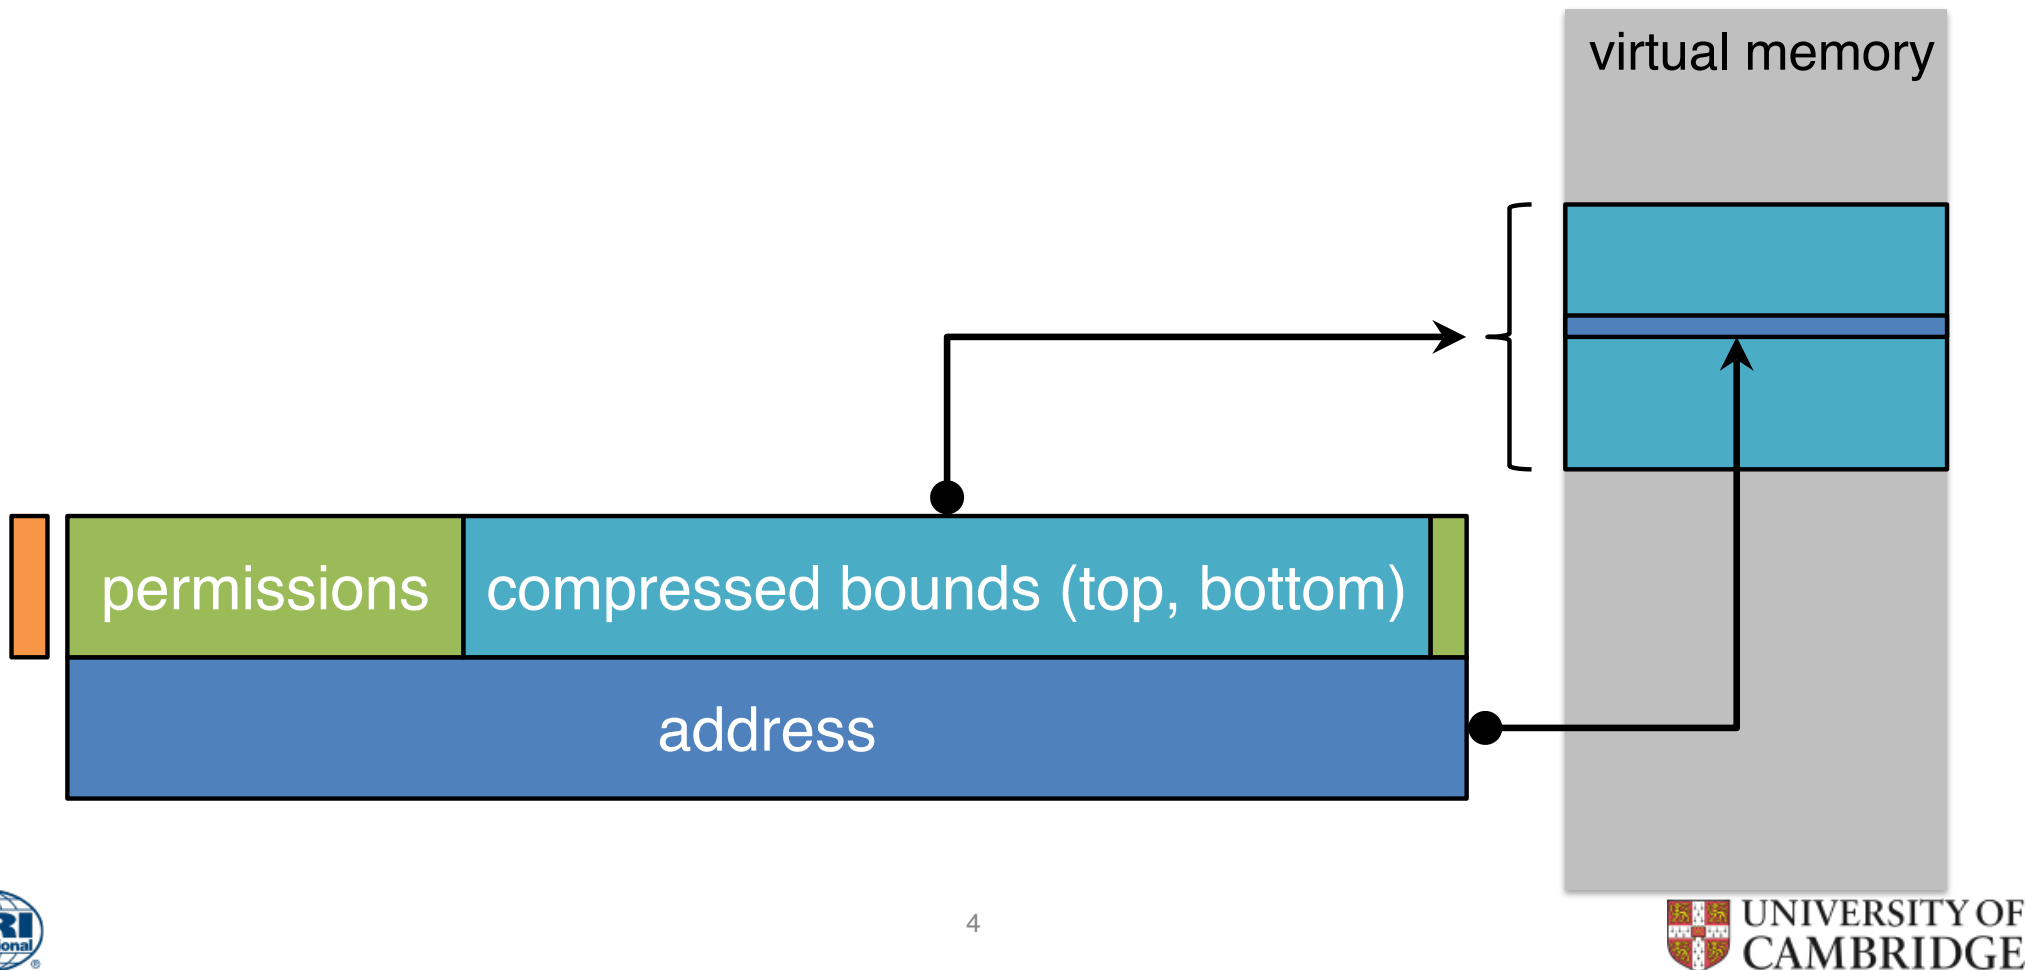 virtual memory
permissions
compressed bounds (top, bottom)
address
4
UNIVERSITY OF
CAMBRIDGE